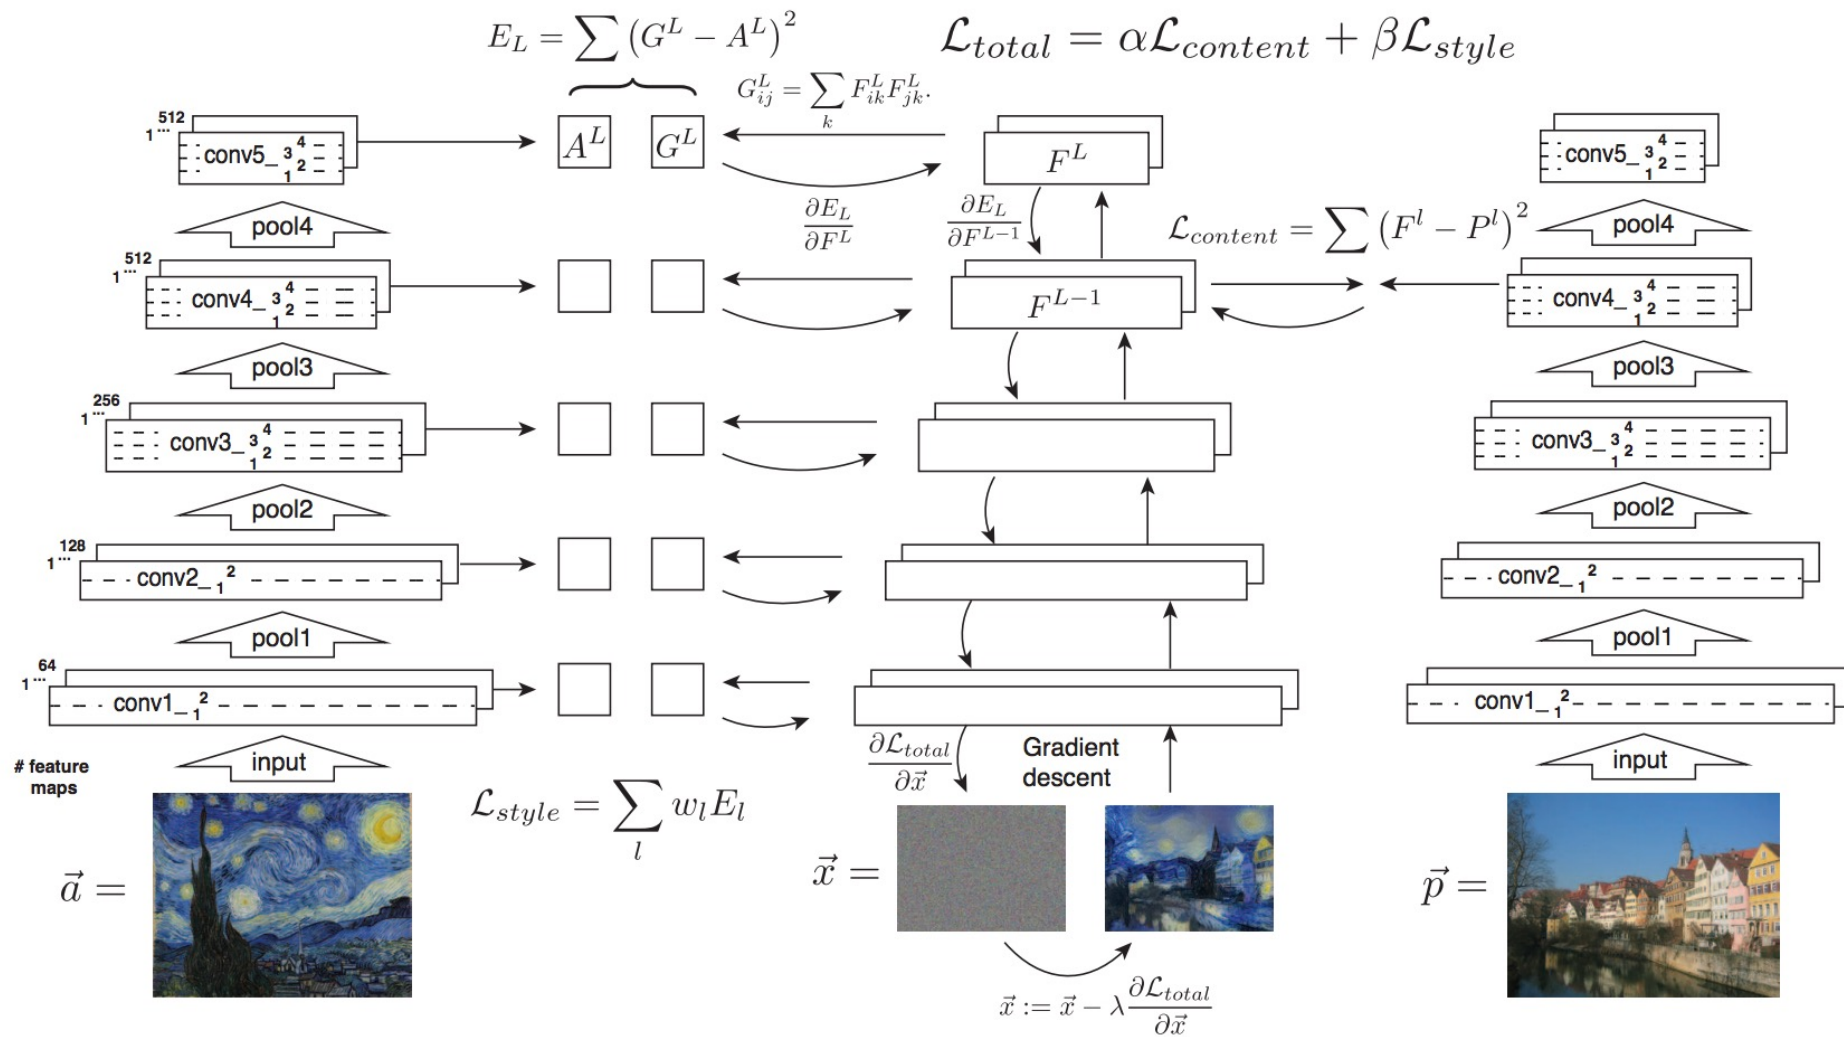 E_L = ∑ (G^L − A^L)^2
ℒ_total = αℒ_content + βℒ_style
G^L_ij = ∑_k F^L_ik F^L_jk.
512
1...
conv5_ 1 2 3 4
A^L
G^L
F^L
conv5_ 1 2 3 4
pool4
∂E_L/∂F^L
∂E_L/∂F^{L−1}
ℒ_content = ∑ (F^l − P^l)^2
pool4
512
1...
conv4_ 1 2 3 4
F^{L−1}
conv4_ 1 2 3 4
pool3
pool3
256
1...
conv3_ 1 2 3 4
conv3_ 1 2 3 4
pool2
pool2
128
1...
conv2_ 1 2
conv2_ 1 2
pool1
pool1
64
1...
conv1_ 1 2
conv1_ 1 2
# feature
maps
input
∂ℒ_total/∂x⃗
Gradient
descent
input
ℒ_style = ∑_l w_l E_l
a⃗ =
x⃗ =
p⃗ =
x⃗ := x⃗ − λ ∂ℒ_total/∂x⃗